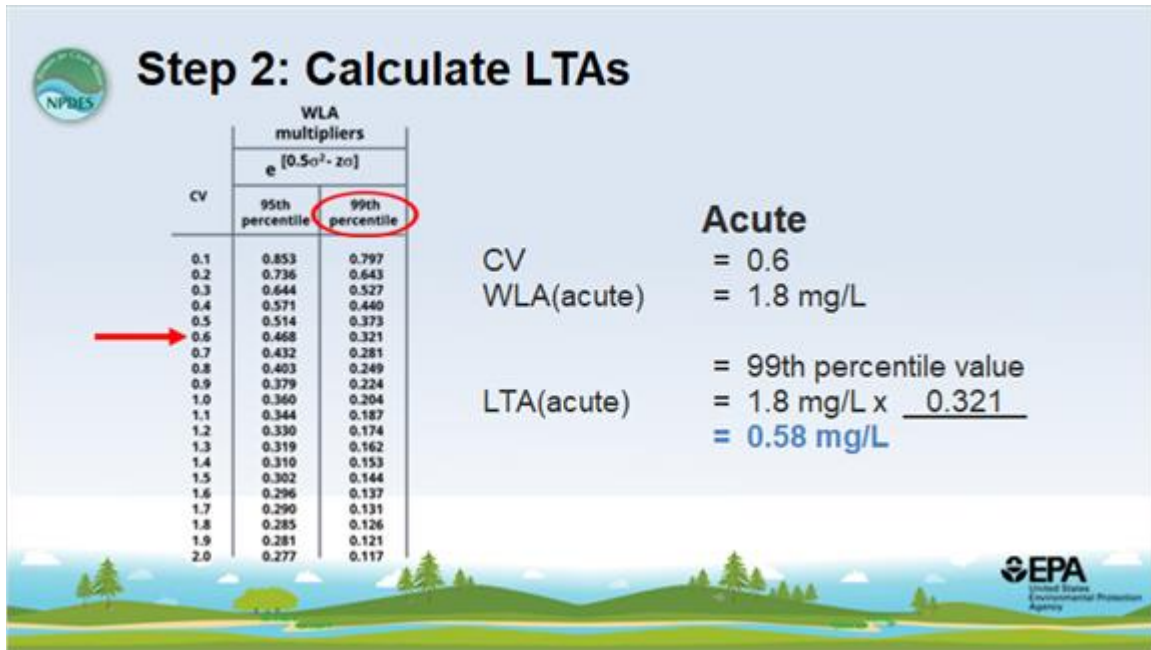 Step 2: Calculate LTAs
NPDES
WLA
multipliers
e [0.5σ²- zσ]
CV
95th percentile 99th percentile
0.1 0.853 0.797
0.2 0.736 0.643
0.3 0.644 0.527
0.4 0.571 0.440
0.5 0.514 0.373
0.6 0.468 0.321
0.7 0.432 0.281
0.8 0.403 0.249
0.9 0.379 0.224
1.0 0.360 0.204
1.1 0.344 0.187
1.2 0.330 0.174
1.3 0.319 0.162
1.4 0.310 0.153
1.5 0.302 0.144
1.6 0.296 0.137
1.7 0.290 0.131
1.8 0.285 0.126
1.9 0.281 0.121
2.0 0.277 0.117
Acute
CV = 0.6
WLA(acute) = 1.8 mg/L
= 99th percentile value
LTA(acute) = 1.8 mg/L x 0.321
= 0.58 mg/L
EPA
United States
Environmental Protection
Agency